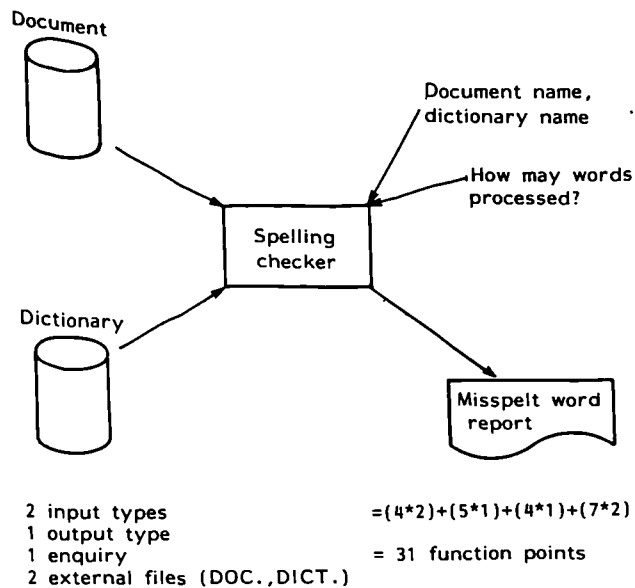 Document
Document name,
dictionary name
How may words
processed?
Spelling
checker
Dictionary
Misspelt word
report
2 input types
1 output type
1 enquiry
2 external files (DOC.,DICT.)
=(4*2)+(5*1)+(4*1)+(7*2)
= 31 function points